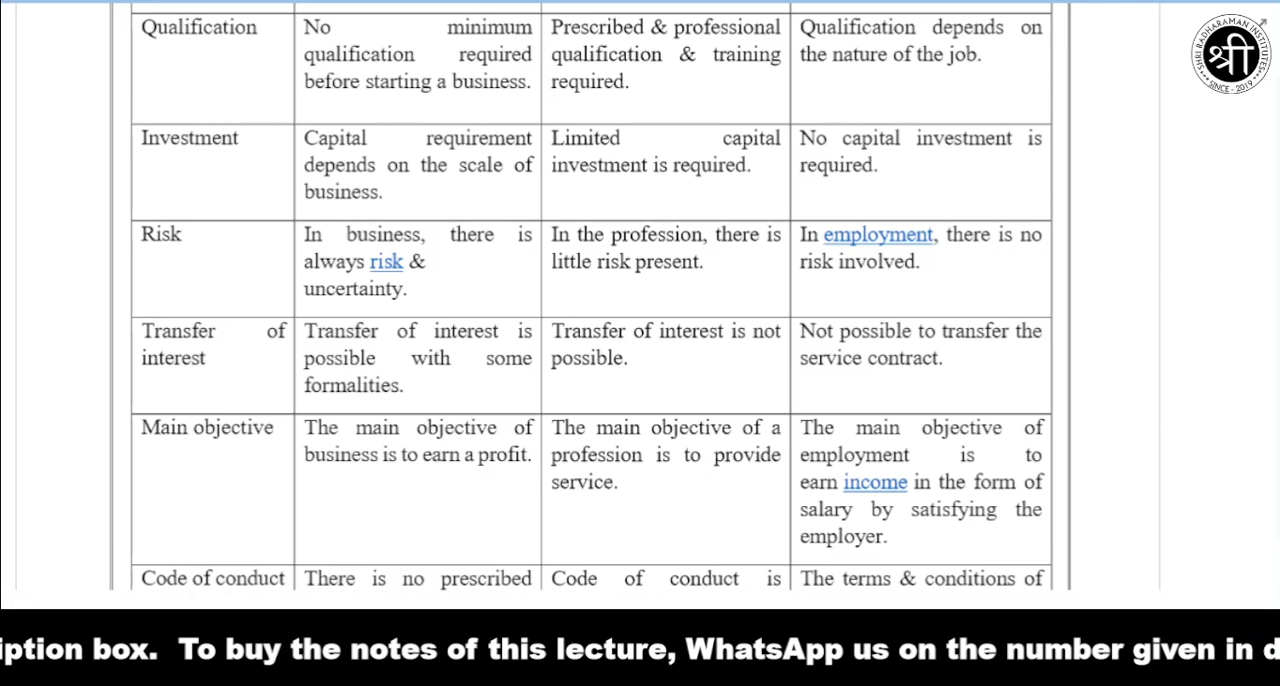 Qualification
No minimum
qualification required
before starting a business.
Prescribed & professional
qualification & training
required.
Qualification depends on
the nature of the job.
Investment
Capital requirement
depends on the scale of
business.
Limited capital
investment is required.
No capital investment is
required.
Risk
In business, there is
always risk &
uncertainty.
In the profession, there is
little risk present.
In employment, there is no
risk involved.
Transfer of
interest
Transfer of interest is
possible with some
formalities.
Transfer of interest is not
possible.
Not possible to transfer the
service contract.
Main objective
The main objective of
business is to earn a profit.
The main objective of a
profession is to provide
service.
The main objective of
employment is to
earn income in the form of
salary by satisfying the
employer.
Code of conduct
There is no prescribed
Code of conduct is
The terms & conditions of
SHRI RADHARAMAN INSTITUTES
श्री
SINCE - 2019
iption box. To buy the notes of this lecture, WhatsApp us on the number given in d